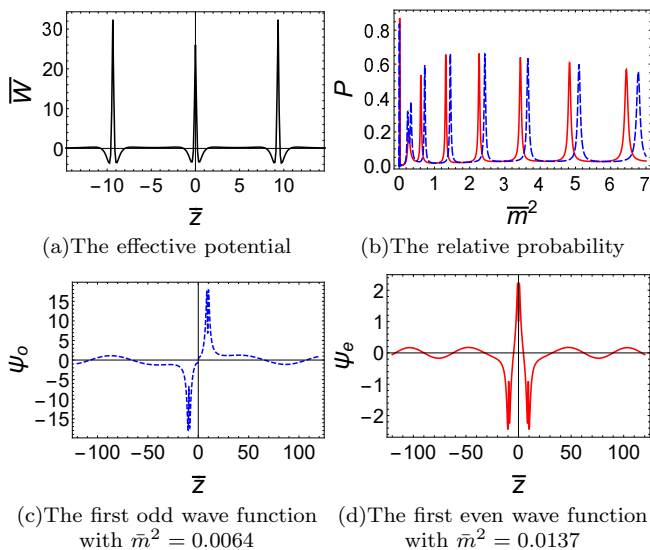 30
20
10
0
W̅
−10 −5 0 5 10
z̅
(a)The effective potential
0.8
0.6
0.4
0.2
0.0
P
0 1 2 3 4 5 6 7
m̅²
(b)The relative probability
15
10
5
0
−5
−10
−15
ψₒ
−100 −50 0 50 100
z̅
(c)The first odd wave function
with m̄² = 0.0064
2
1
0
−1
−2
ψₑ
−100 −50 0 50 100
z̅
(d)The first even wave function
with m̄² = 0.0137